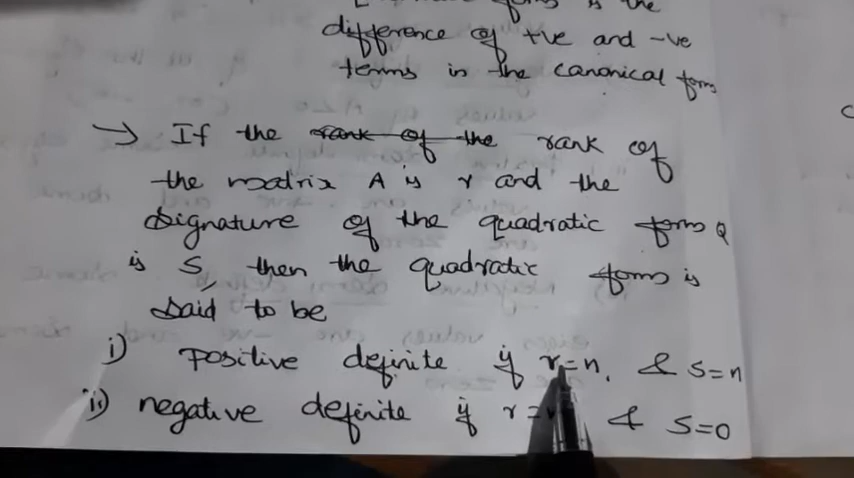 is the
difference of +ve and -ve
terms in the canonical form
→ If the rank of the rank of
the matrix A is r and the
signature of the quadratic form Q
is S, then the quadratic form is
said to be
i) positive definite if r=n, & s=n
ii) negative definite if r= & s=0